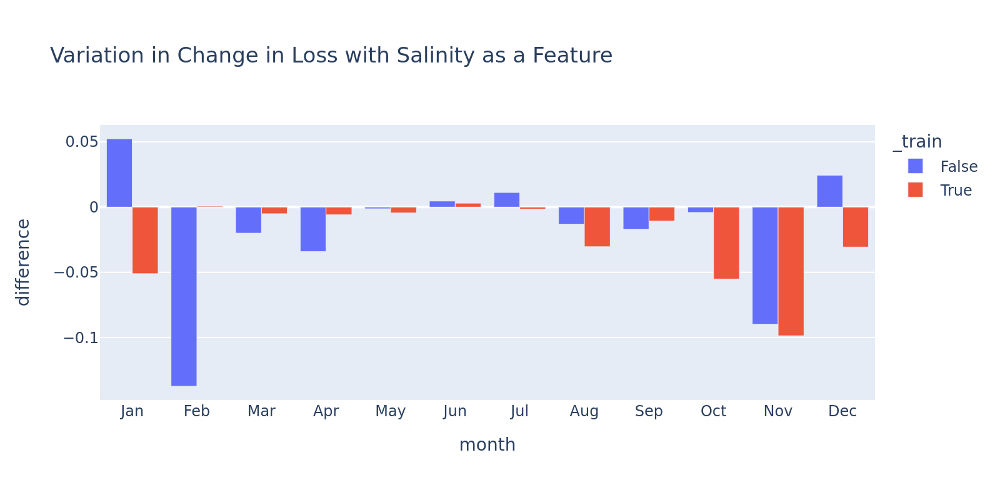 Variation in Change in Loss with Salinity as a Feature
0.05
0
−0.05
−0.1
difference
Jan Feb Mar Apr May Jun Jul Aug Sep Oct Nov Dec
month
_train
False
True